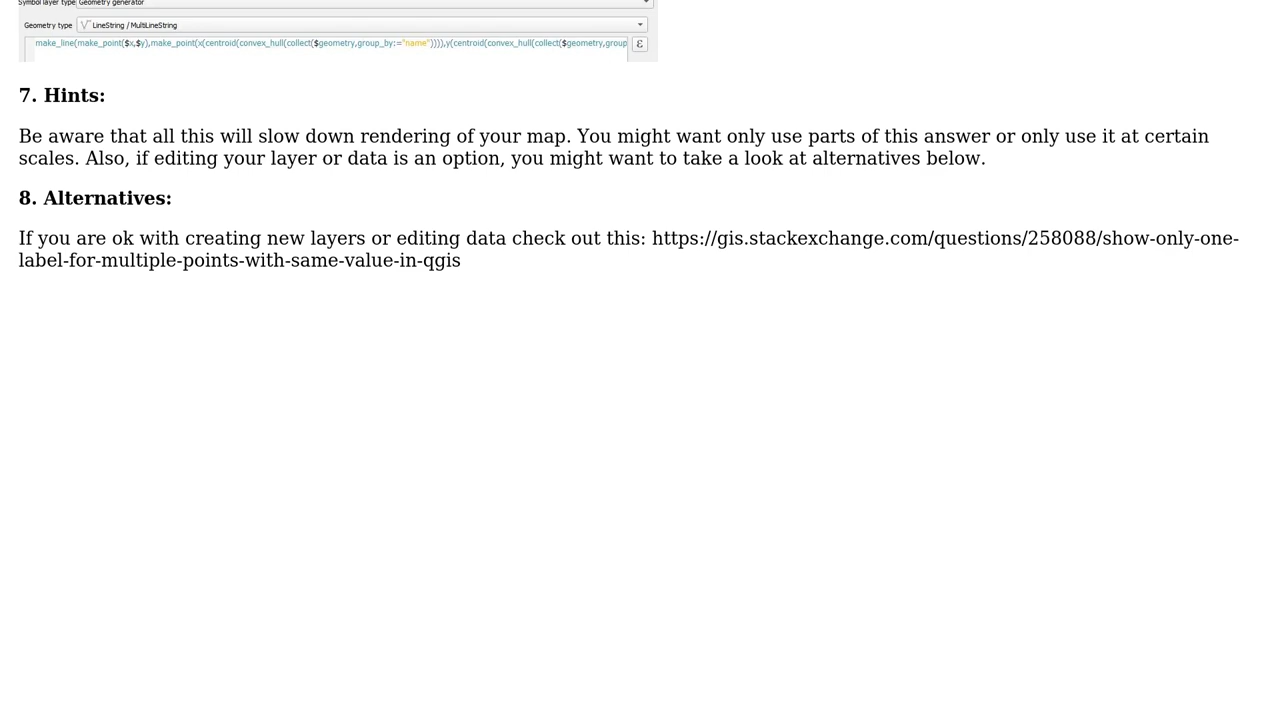 Symbol layer type Geometry generator
Geometry type LineString / MultiLineString
make_line(make_point($x,$y),make_point(x(centroid(convex_hull(collect($geometry,group_by:="name")))),y(centroid(convex_hull(collect($geometry,group ε
7. Hints:
Be aware that all this will slow down rendering of your map. You might want only use parts of this answer or only use it at certain
scales. Also, if editing your layer or data is an option, you might want to take a look at alternatives below.
8. Alternatives:
If you are ok with creating new layers or editing data check out this: https://gis.stackexchange.com/questions/258088/show-only-one-
label-for-multiple-points-with-same-value-in-qgis